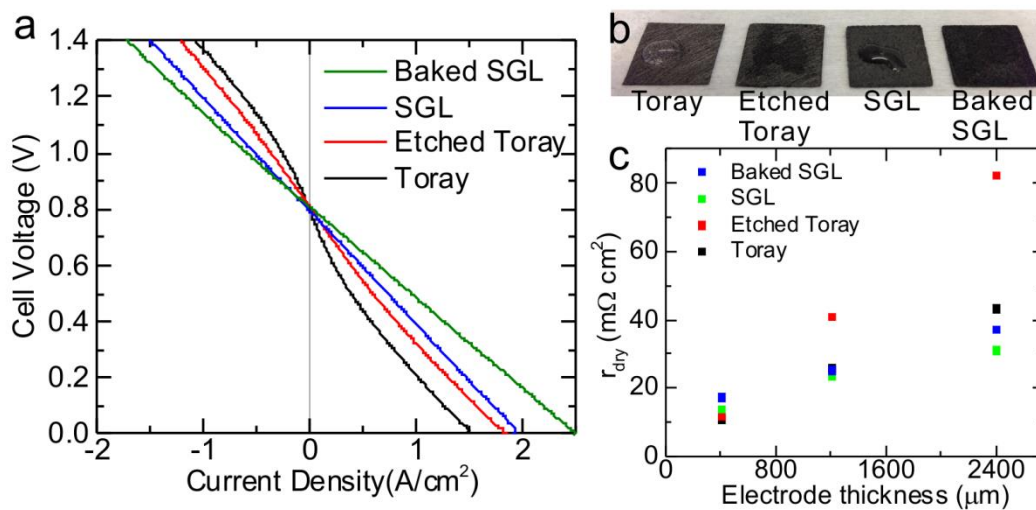 a
1.4
1.2
1.0
0.8
0.6
0.4
0.2
0.0
Cell Voltage (V)
Baked SGL
SGL
Etched Toray
Toray
-2 -1 0 1 2
Current Density(A/cm²)
b
Toray Etched Toray SGL Baked SGL
c
80
60
40
20
0
r_dry (mΩ cm²)
Baked SGL
SGL
Etched Toray
Toray
0 800 1600 2400
Electrode thickness (μm)